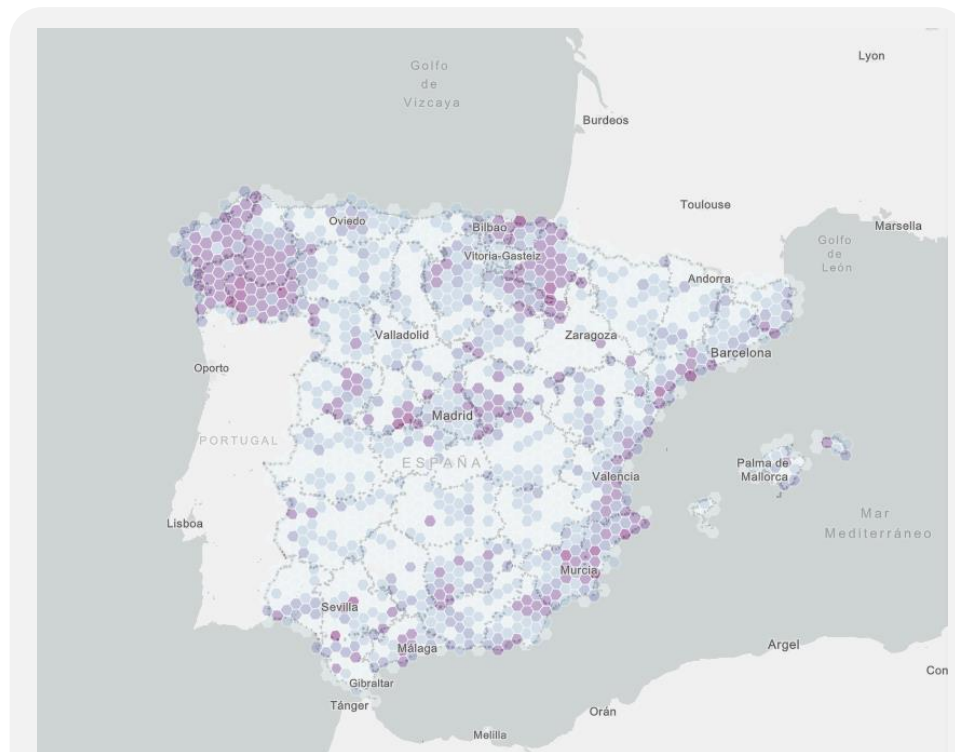 Lyon
Golfo
de
Vizcaya
Burdeos
Toulouse
Marsella
Oviedo
Bilbao
Golfo
de
León
Vitoria-Gasteiz
Andorra
Valladolid
Zaragoza
Barcelona
Oporto
Madrid
PORTUGAL
ESPAÑA
Palma de
Mallorca
Valencia
Mar
Mediterráneo
Lisboa
Murcia
Sevilla
Málaga
Argel
Con
Gibraltar
Tánger
Orán
Melilla